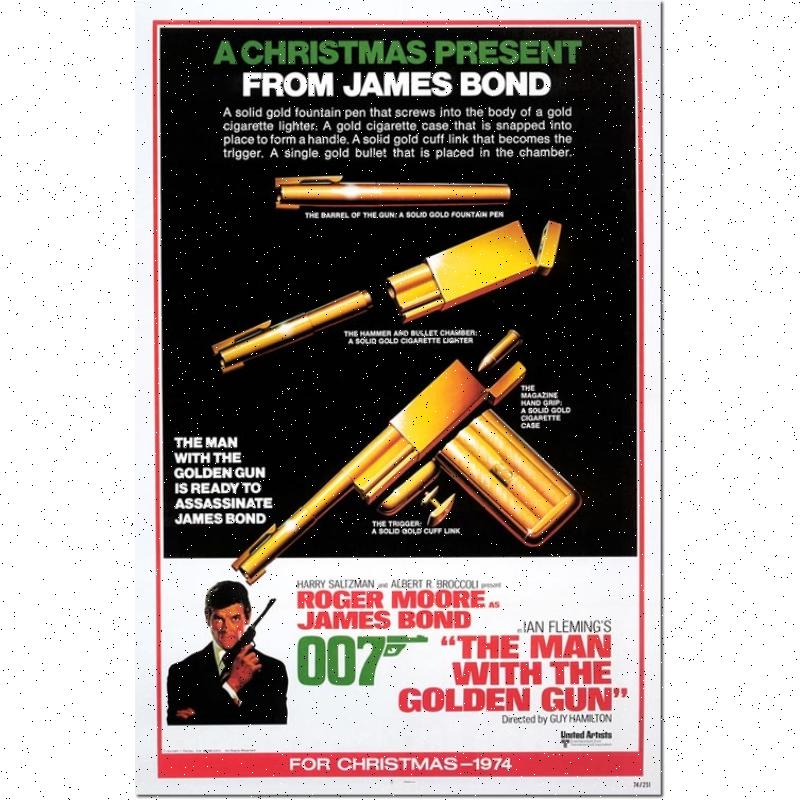 A CHRISTMAS PRESENT
FROM JAMES BOND
A solid gold fountain pen that screws into the body of a gold
cigarette lighter. A gold cigarette case that is snapped into
place to form a handle. A solid gold cuff link that becomes the
trigger. A single gold bullet that is placed in the chamber.
THE BARREL OF THE GUN: A SOLID GOLD FOUNTAIN PEN
THE HAMMER AND BULLET CHAMBER:
A SOLID GOLD CIGARETTE LIGHTER
THE
MAGAZINE
HAND GRIP:
A SOLID GOLD
CIGARETTE
CASE
THE MAN
WITH THE
GOLDEN GUN
IS READY TO
ASSASSINATE
JAMES BOND
THE TRIGGER:
A SOLID GOLD CUFF LINK
HARRY SALTZMAN and ALBERT R. BROCCOLI present
ROGER MOORE AS
JAMES BOND
007
in IAN FLEMING'S
"THE MAN
WITH THE
GOLDEN GUN"
Directed by GUY HAMILTON
United Artists
FOR CHRISTMAS—1974
74/251